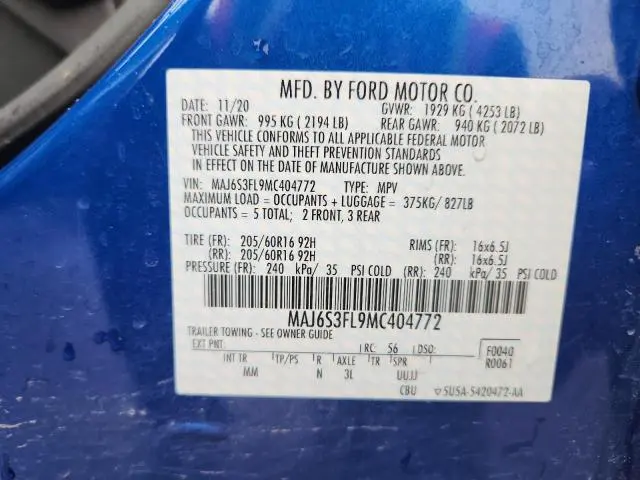 MFD. BY FORD MOTOR CO.
DATE: 11/20 GVWR: 1929 KG ( 4253 LB)
FRONT GAWR: 995 KG ( 2194 LB) REAR GAWR: 940 KG ( 2072 LB)
THIS VEHICLE CONFORMS TO ALL APPLICABLE FEDERAL MOTOR
VEHICLE SAFETY AND THEFT PREVENTION STANDARDS
IN EFFECT ON THE DATE OF MANUFACTURE SHOWN ABOVE.
VIN: MAJ6S3FL9MC404772 TYPE: MPV
MAXIMUM LOAD = OCCUPANTS + LUGGAGE = 375KG/ 827LB
OCCUPANTS = 5 TOTAL; 2 FRONT, 3 REAR
TIRE (FR): 205/60R16 92H RIMS (FR): 16x6.5J
(RR): 205/60R16 92H (RR): 16x6.5J
PRESSURE (FR): 240 kPa/ 35 PSI COLD (RR): 240 kPa/ 35 PSI COLD
MAJ6S3FL9MC404772
TRAILER TOWING - SEE OWNER GUIDE
EXT PNT: RC: 56 DSO: F0040
INT TR TP/PS R AXLE TR SPR R0061
MM N 3L UUJJ
CBU ▽5U5A-5420472-AA